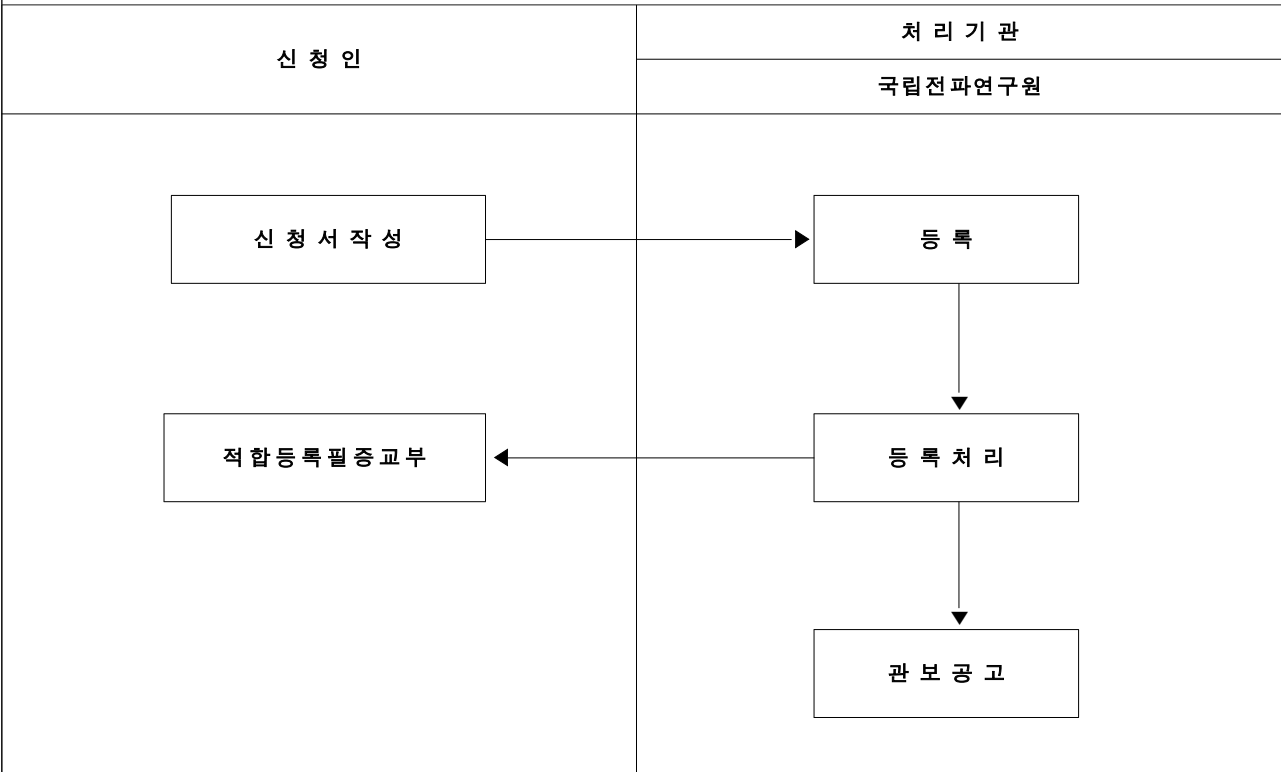 신 청 인
처 리 기 관
국립전파연구원
신 청 서 작 성
등 록
적합등록필증교부
등 록 처 리
관 보 공 고